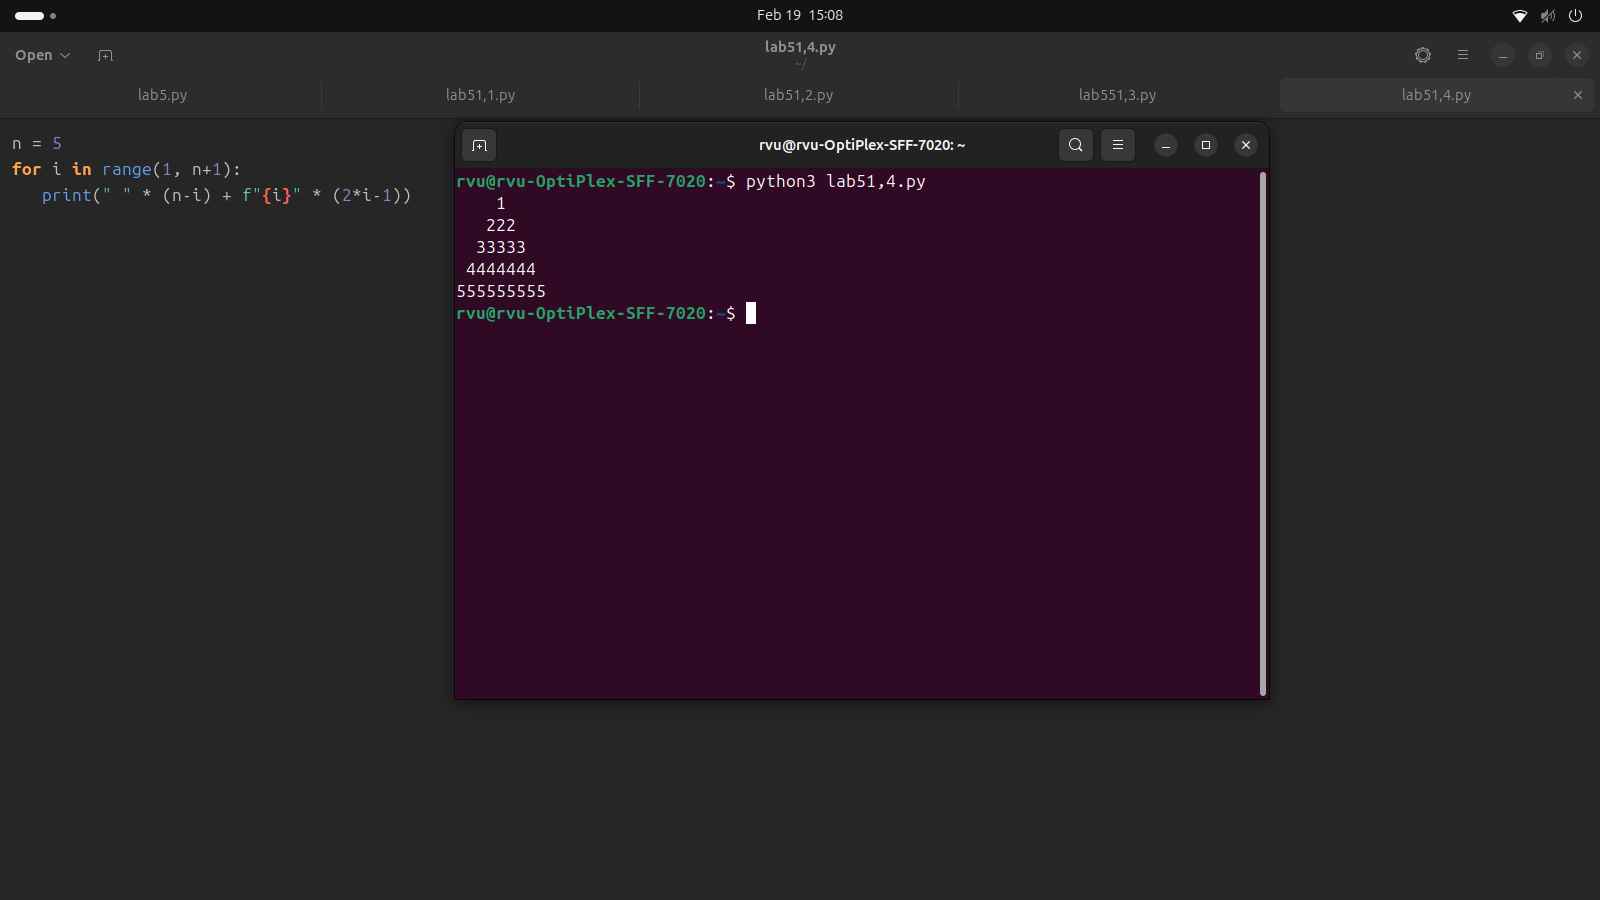 Feb 19 15:08
Open
lab51,4.py
~/
lab5.py
lab51,1.py
lab51,2.py
lab551,3.py
lab51,4.py
n = 5
for i in range(1, n+1):
   print(" " * (n-i) + f"{i}" * (2*i-1))
rvu@rvu-OptiPlex-SFF-7020: ~
rvu@rvu-OptiPlex-SFF-7020:~$ python3 lab51,4.py
    1
   222
  33333
 4444444
555555555
rvu@rvu-OptiPlex-SFF-7020:~$